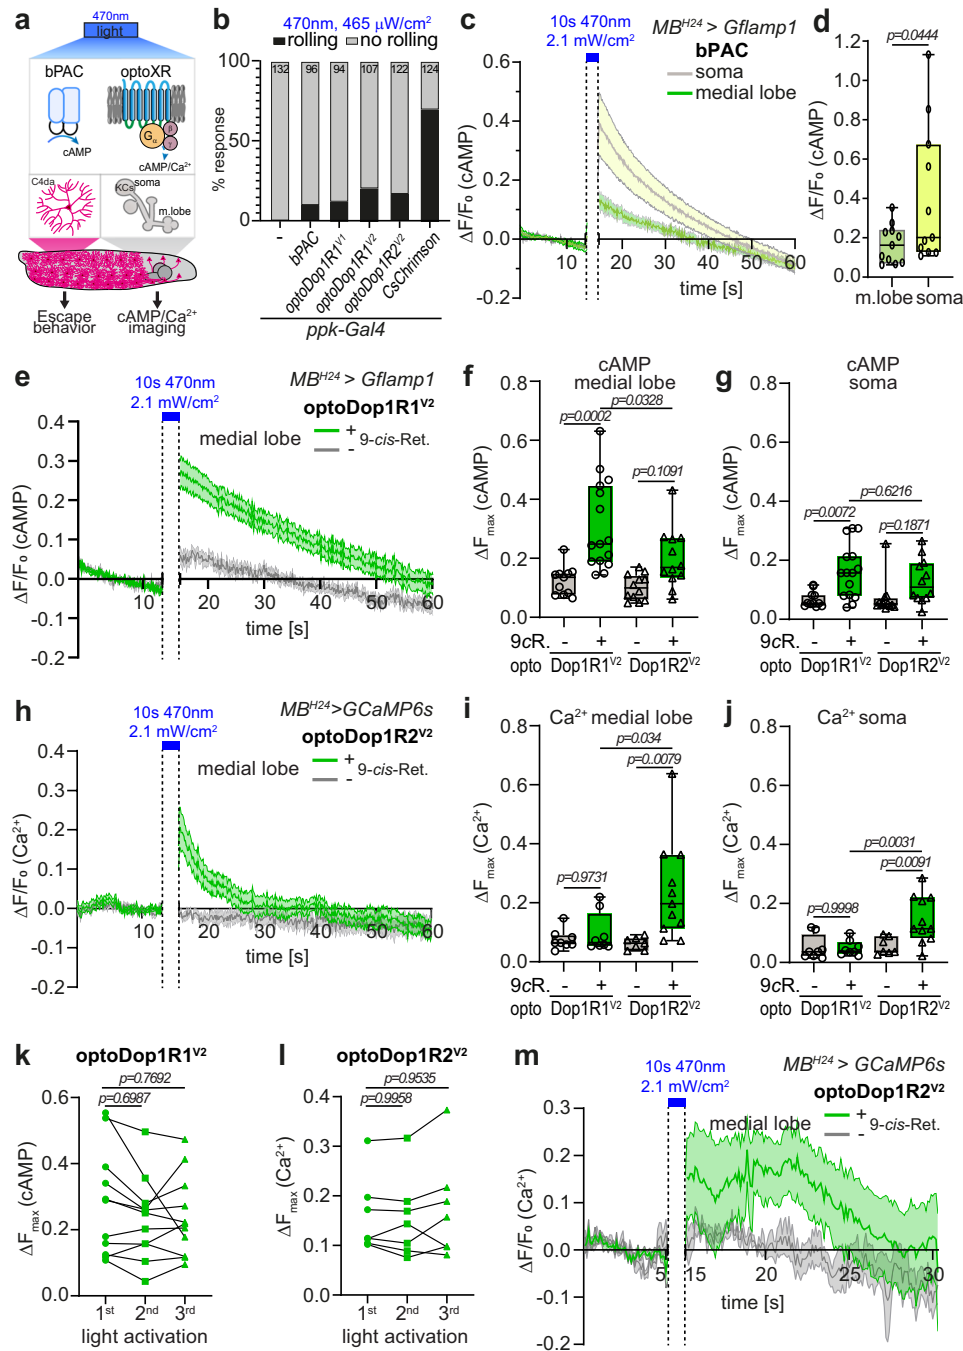 a
470nm
light
bPAC
optoXR
Gα
β
γ
cAMP
cAMP/Ca²⁺
C4da
KCs
soma
m.lobe
Escape
behavior
cAMP/Ca²⁺
imaging
b
470nm, 465 µW/cm²
rolling
no rolling
% response
100
50
0
132
96
94
107
122
124
-
bPAC
optoDop1R1ⱽ¹
optoDop1R1ⱽ²
optoDop1R2ⱽ²
CsChrimson
ppk-Gal4
c
10s 470nm
2.1 mW/cm²
MBᴴ²⁴ > Gflamp1
bPAC
soma
medial lobe
ΔF/F₀ (cAMP)
0.6
0.4
0.2
0.0
-0.2
10
20
30
40
50
60
time [s]
d
p=0.0444
ΔF/F₀ (cAMP)
1.2
1.0
0.8
0.6
0.4
0.2
0.0
m.lobe
soma
e
10s 470nm
2.1 mW/cm²
MBᴴ²⁴ > Gflamp1
optoDop1R1ⱽ²
medial lobe
+
-
9-cis-Ret.
ΔF/F₀ (cAMP)
0.4
0.3
0.2
0.1
0.0
-0.1
-0.2
10
20
30
40
50
60
time [s]
f
cAMP
medial lobe
p=0.0328
p=0.0002
p=0.1091
ΔFmax (cAMP)
0.8
0.6
0.4
0.2
0.0
9cR.
-
+
-
+
opto
Dop1R1ⱽ²
Dop1R2ⱽ²
g
cAMP
soma
p=0.6216
p=0.0072
p=0.1871
ΔFmax (cAMP)
0.8
0.6
0.4
0.2
0.0
9cR.
-
+
-
+
opto
Dop1R1ⱽ²
Dop1R2ⱽ²
h
10s 470nm
2.1 mW/cm²
MBᴴ²⁴>GCaMP6s
optoDop1R2ⱽ²
medial lobe
+
-
9-cis-Ret.
ΔF/F₀ (Ca²⁺)
0.4
0.3
0.2
0.1
0.0
-0.1
-0.2
10
20
30
40
50
60
time [s]
i
Ca²⁺ medial lobe
p=0.034
p=0..0079
p=0.9731
ΔFmax (Ca²⁺)
0.8
0.6
0.4
0.2
0.0
9cR.
-
+
-
+
opto
Dop1R1ⱽ²
Dop1R2ⱽ²
j
Ca²⁺ soma
p=0.0031
p=0.0091
p=0.9998
ΔFmax (Ca²⁺)
0.8
0.6
0.4
0.2
0.0
9cR.
-
+
-
+
opto
Dop1R1ⱽ²
Dop1R2ⱽ²
k
optoDop1R1ⱽ²
p=0.7692
p=0.6987
ΔFmax (cAMP)
0.6
0.4
0.2
0.0
1ˢᵗ
2ⁿᵈ
3ʳᵈ
light activation
l
optoDop1R2ⱽ²
p=0.9535
p=0.9958
ΔFmax (Ca²⁺)
0.4
0.3
0.2
0.1
0.0
1ˢᵗ
2ⁿᵈ
3ʳᵈ
light activation
m
10s 470nm
2.1 mW/cm²
MBᴴ²⁴ > GCaMP6s
optoDop1R2ⱽ²
medial lobe
+
-
9-cis-Ret.
ΔF/F₀ (Ca²⁺)
0.3
0.2
0.1
0.0
-0.1
-0.2
5
15
20
25
30
time [s]